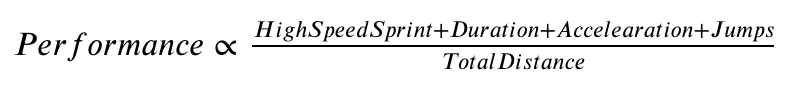 Performance ∝ HighSpeedSprint+Duration+Accelearation+Jumps
TotalDistance